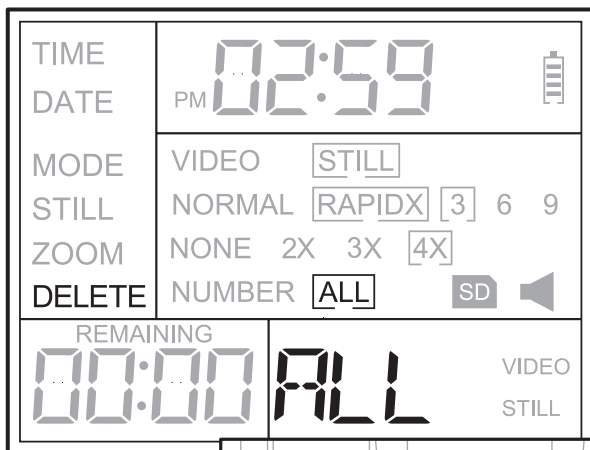 TIME
DATE
PM 02:59
MODE VIDEO STILL
STILL NORMAL RAPIDX 3 6 9
ZOOM NONE 2X 3X 4X
DELETE NUMBER ALL SD
REMAINING
00:00 ALL VIDEO
STILL